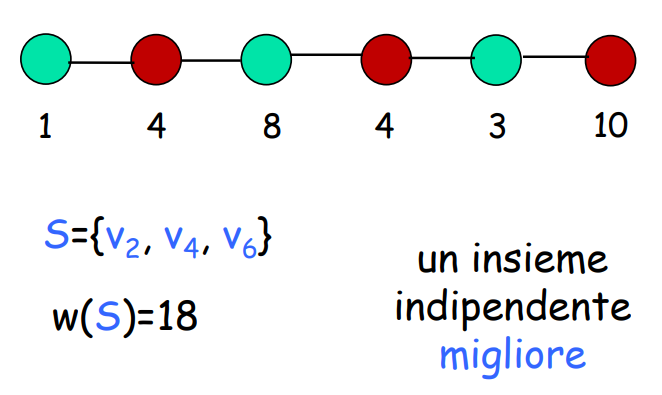 1 4 8 4 3 10
S={v2, v4, v6}
w(S)=18
un insieme
indipendente
migliore